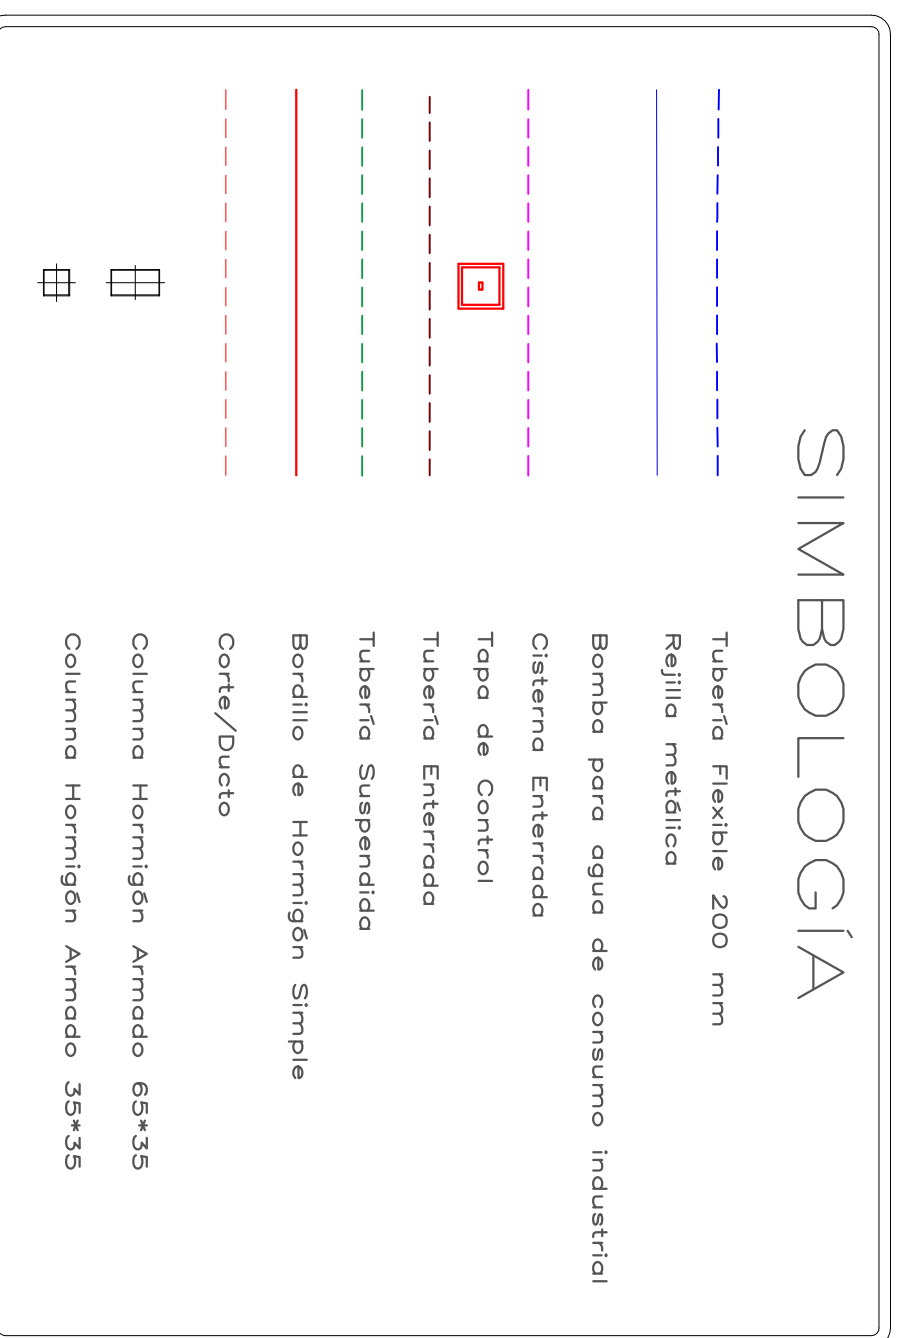 SIMBOLOGÍA
Tubería Flexible 200 mm
Rejilla metálica
Bomba para agua de consumo industrial
Cisterna Enterrada
Tapa de Control
Tubería Enterrada
Tubería Suspendida
Bordillo de Hormigón Simple
Corte/Ducto
Columna Hormigón Armado 65*35
Columna Hormigón Armado 35*35